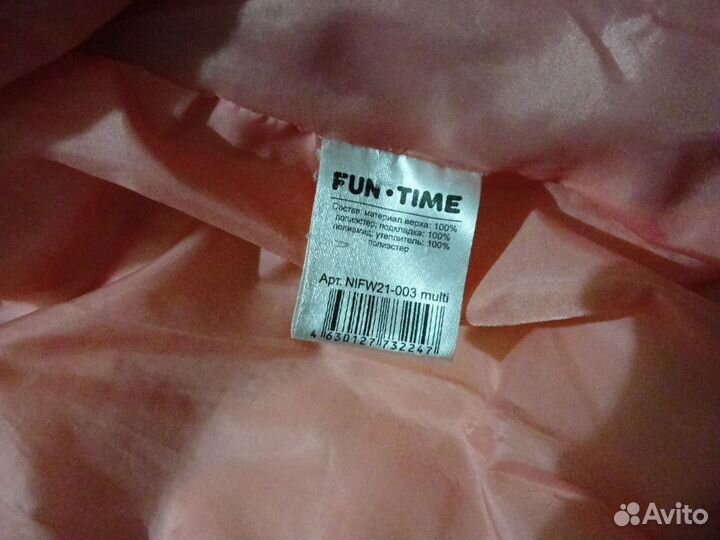 FUN•TIME
Состав: материал верха: 100%
полиэстер; подкладка: 100%
полиамид; утеплитель: 100%
полиэстер
Арт. NIFW21-003 multi
4 630127 732247
Avito